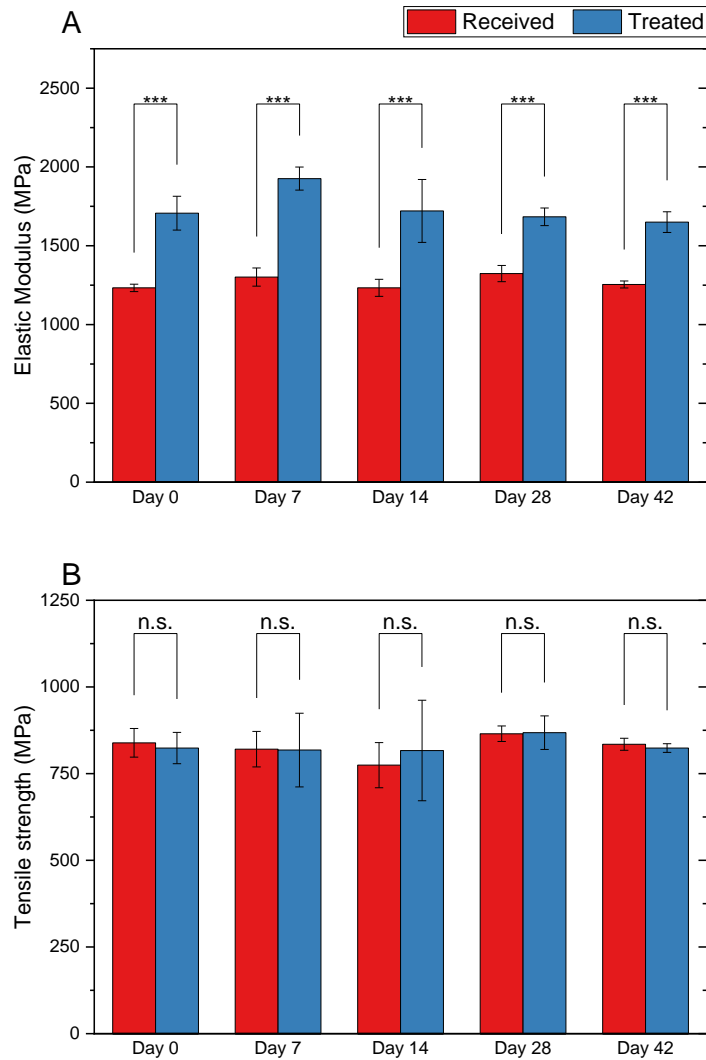 A
Received Treated
2500
*** *** *** *** ***
2000
1500
1000
500
0
Elastic Modulus (MPa)
Day 0 Day 7 Day 14 Day 28 Day 42
B
1250
n.s. n.s. n.s. n.s. n.s.
1000
750
500
250
0
Tensile strength (MPa)
Day 0 Day 7 Day 14 Day 28 Day 42